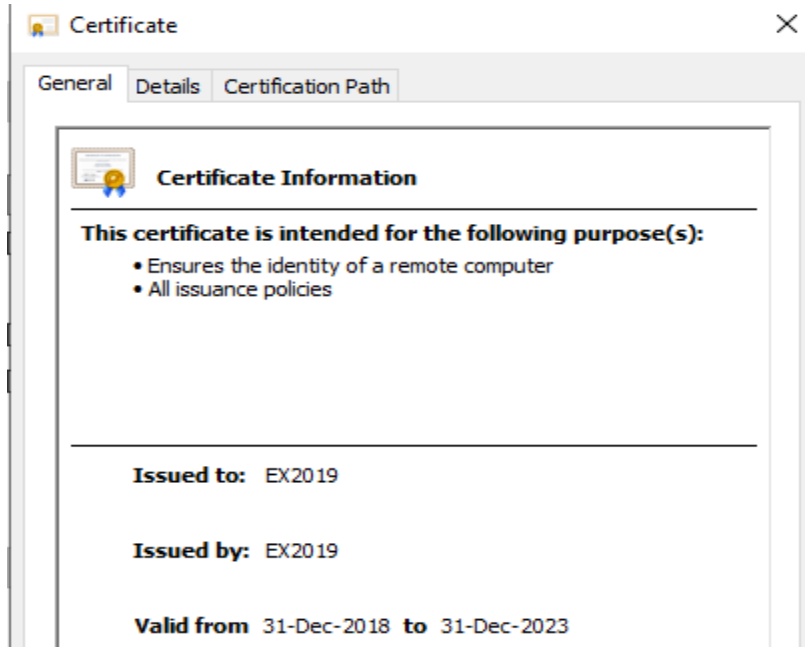 Certificate
General Details Certification Path
Certificate Information
This certificate is intended for the following purpose(s):
• Ensures the identity of a remote computer
• All issuance policies
Issued to: EX2019
Issued by: EX2019
Valid from 31-Dec-2018 to 31-Dec-2023